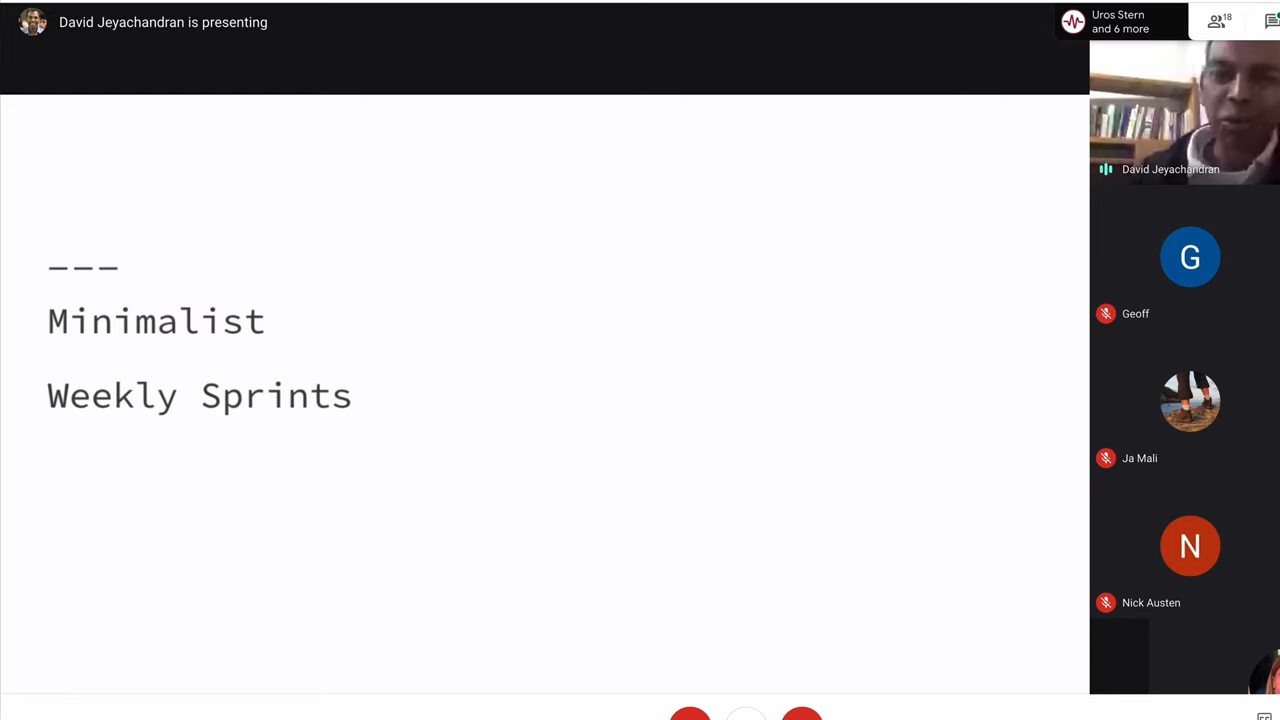 David Jeyachandran is presenting
Uros Stern
and 6 more
18
David Jeyachandran
G
Geoff
Ja Mali
N
Nick Austen
---
Minimalist
Weekly Sprints